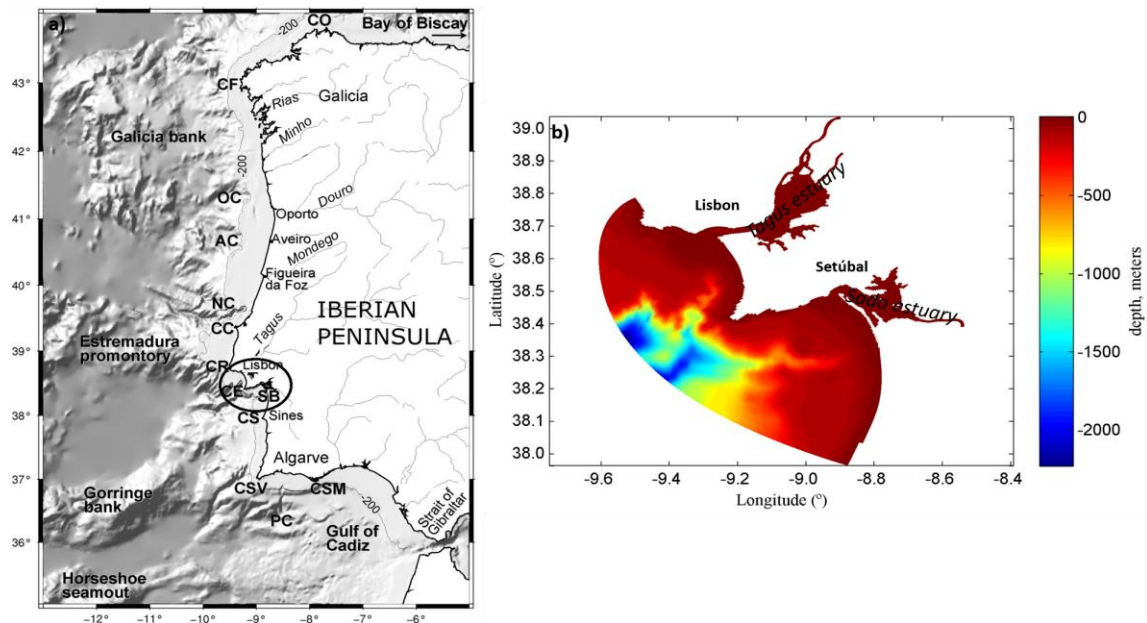 a)
CO
Bay of Biscay
-200
43°
CF
Rias
Galicia
Minho
Galicia bank
42°
-200
OC
Douro
Oporto
41°
AC
Aveiro
Mondego
Figueira
da Foz
40°
NC
CC
IBERIAN
PENINSULA
Tagus
Estremadura
promontory
39°
CR
Lisbon
CE
SB
38°
CS
Sines
Algarve
37°
CSV
CSM
-200
Gorringe
bank
PC
Strait of
Gibraltar
Gulf of
Cadiz
36°
Horseshoe
seamout
−12
−11
−10
−9
−8
−7
−6
−5
b)
39.0
38.9
38.8
38.7
38.6
38.5
38.4
38.3
38.2
38.1
38.0
Latitude (º)
Lisbon
Tagus estuary
Setúbal
Sado estuary
-9.6
-9.4
-9.2
-9.0
-8.8
-8.6
-8.4
Longitude (º)
0
-500
-1000
-1500
-2000
depth, meters